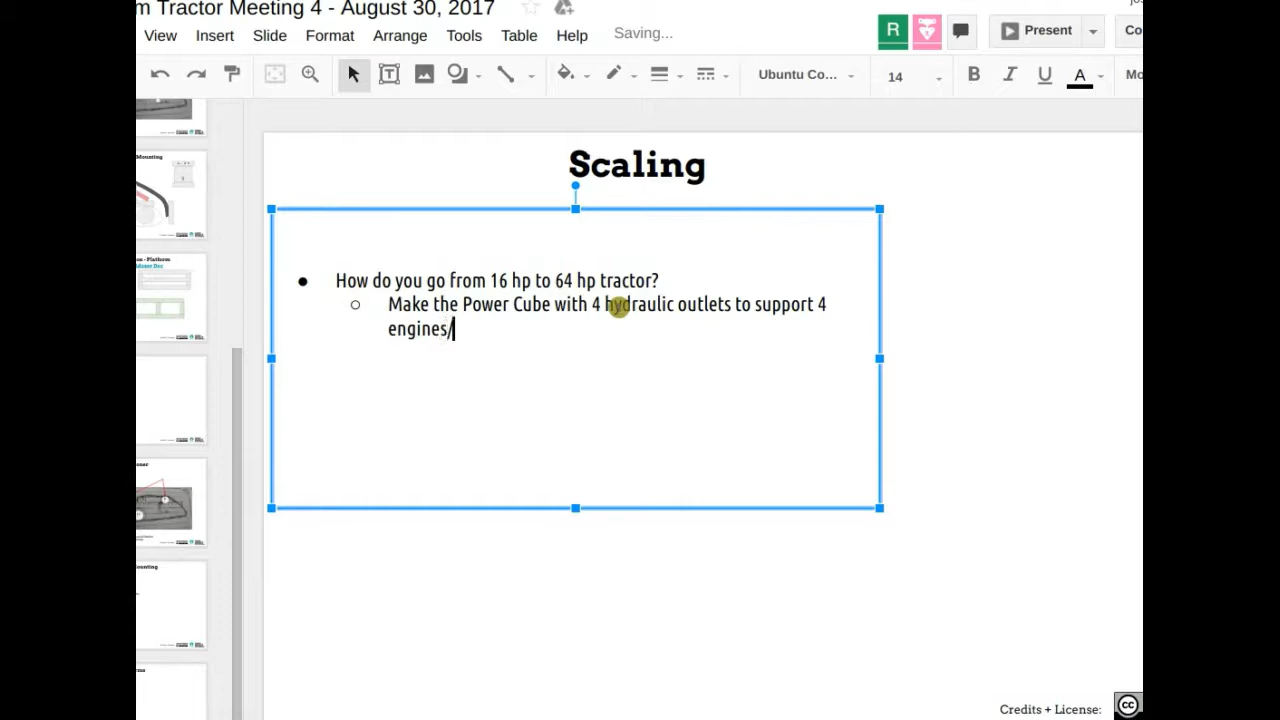 m Tractor Meeting 4 - August 30, 2017
View Insert Slide Format Arrange Tools Table Help Saving...
R Present Co
Ubuntu Co... 14 B I U A Mo
Mounting
Scaling
How do you go from 16 hp to 64 hp tractor?
Make the Power Cube with 4 hydraulic outlets to support 4
engines/
Credits + License: